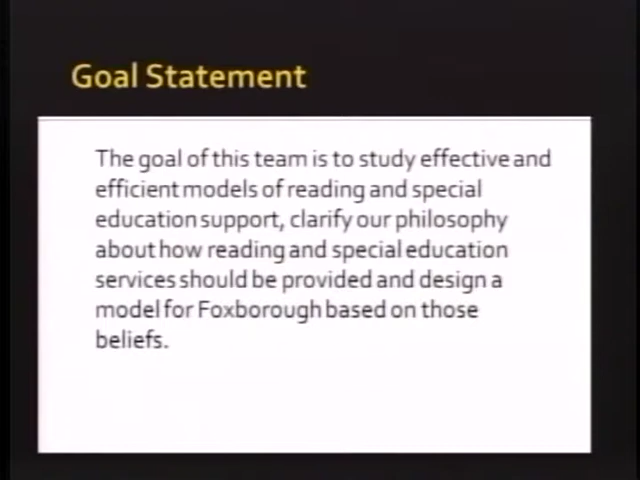 Goal Statement
The goal of this team is to study effective and
efficient models of reading and special
education support, clarify our philosophy
about how reading and special education
services should be provided and design a
model for Foxborough based on those
beliefs.